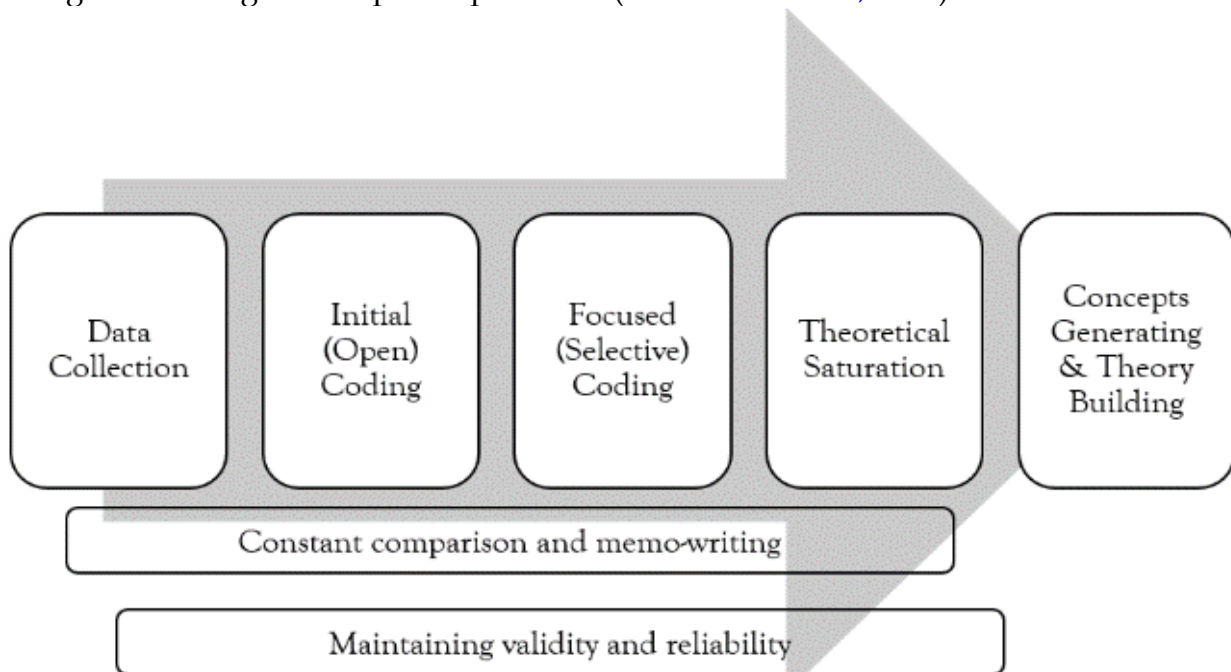 Data
Collection
Initial
(Open)
Coding
Focused
(Selective)
Coding
Theoretical
Saturation
Concepts
Generating
& Theory
Building
Constant comparison and memo-writing
Maintaining validity and reliability